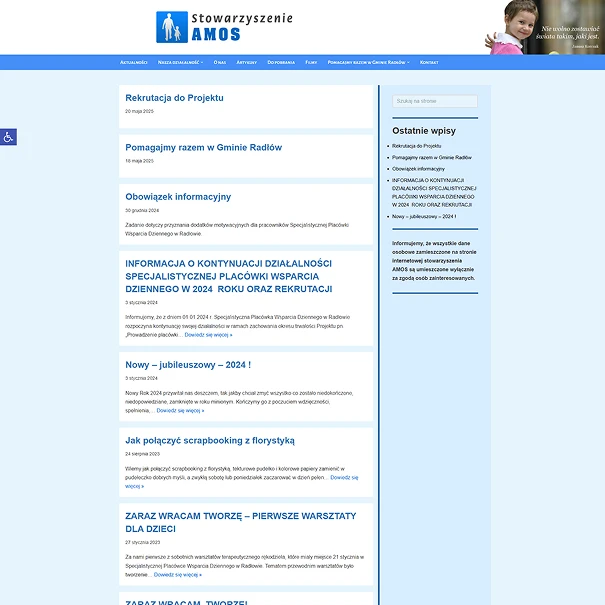 Stowarzyszenie
AMOS
Nie wolno zostawiać
świata takim, jaki jest.
Janusz Korczak
Aktualności Nasza działalność O nas Artykuły Do pobrania Filmy Pomagajmy razem w Gminie Radłów Kontakt
Rekrutacja do Projektu
20 maja 2025
Pomagajmy razem w Gminie Radłów
16 maja 2025
Obowiązek informacyjny
30 grudnia 2024
Zadanie dotyczy przyznania dodatków motywacyjnych dla pracowników Specjalistycznej Placówki
Wsparcia Dziennego w Radłowie
INFORMACJA O KONTYNUACJI DZIAŁALNOŚCI
SPECJALISTYCZNEJ PLACÓWKI WSPARCIA
DZIENNEGO W 2024 ROKU ORAZ REKRUTACJI
3 stycznia 2024
Informujemy, że z dniem 01.01.2024 r. Specjalistyczna Placówka Wsparcia Dziennego w Radłowie
rozpoczyna kontynuację swojej działalności w ramach zachowania okresu trwałości Projektu pn.
„Prowadzenie placówki… Dowiedz się więcej »
Nowy – jubileuszowy – 2024 !
3 stycznia 2024
Nowy Rok 2024 przywitał nas deszczem, tak jakby chciał zmyć wszystko co zostało niedokończone,
niedopowiedziane, zamknięte w roku minionym. Kończymy go z poczuciem wdzięczności,
spełnienia,… Dowiedz się więcej »
Jak połączyć scrapbooking z florystyką
24 sierpnia 2023
Wiemy jak połączyć scrapbooking z florystyką, tekturowe pudełko i kolorowe papiery zamienić w
pudełeczko dobrych myśli, a zwykłą sobotę lub poniedziałek zaczarować w dzień pełen… Dowiedz się
więcej »
ZARAZ WRACAM TWORZĘ – PIERWSZE WARSZTATY
DLA DZIECI
27 stycznia 2023
Za nami pierwsze z sobotnich warsztatów terapeutycznego rękodzieła, które miały miejsce 21 stycznia w
Specjalistycznej Placówce Wsparcia Dziennego w Radłowie. Tematem przewodnim warsztatów było
tworzenie… Dowiedz się więcej »
ZARAZ WRACAM, TWORZĘ!
Szukaj na stronie
Ostatnie wpisy
Rekrutacja do Projektu
Pomagajmy razem w Gminie Radłów
Obowiązek informacyjny
INFORMACJA O KONTYNUACJI
DZIAŁALNOŚCI SPECJALISTYCZNEJ
PLACÓWKI WSPARCIA DZIENNEGO
W 2024 ROKU ORAZ REKRUTACJI
Nowy – jubileuszowy – 2024 !
Informujemy, że wszystkie dane
osobowe zamieszczone na stronie
internetowej stowarzyszenia
AMOS są umieszczone wyłącznie
za zgodą osób zainteresowanych.